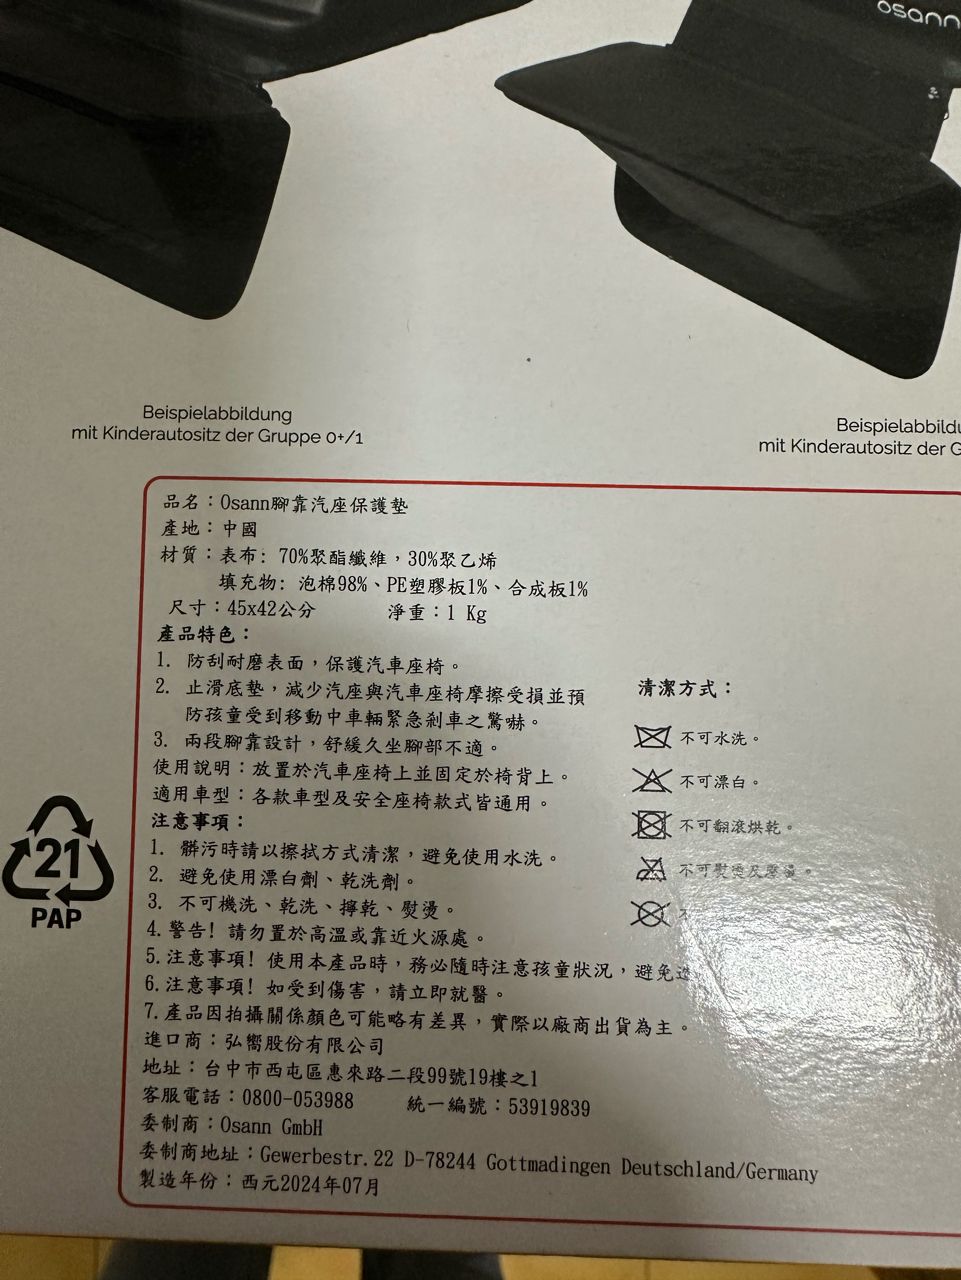 osann
Beispielabbildung
mit Kinderautositz der Gruppe 0+/1
mit Kinderautositz der
品名：Osann腳靠汽座保護墊
產地：中國
材質：表布: 70%聚酯纖維，30%聚乙烯
填充物: 泡棉98%、PE塑膠板1%、合成板1%
尺寸：45x42公分 淨重：1 Kg
產品特色：
1. 防刮耐磨表面，保護汽車座椅。
2. 止滑底墊，減少汽座與汽車座椅摩擦受損並預
防孩童受到移動中車輛緊急剎車之驚嚇。
3. 兩段腳靠設計，舒緩久坐腳部不適。
使用說明：放置於汽車座椅上並固定於椅背上。
適用車型：各款車型及安全座椅款式皆通用。
注意事項：
1. 髒污時請以擦拭方式清潔，避免使用水洗。
2. 避免使用漂白劑、乾洗劑。
3. 不可機洗、乾洗、擰乾、熨燙。
4.警告! 請勿置於高溫或靠近火源處。
5.注意事項! 使用本產品時，務必隨時注意孩童狀況，避免
6.注意事項! 如受到傷害，請立即就醫。
7.產品因拍攝關係顏色可能略有差異，實際以廠商出貨為主。
進口商：弘嚮股份有限公司
地址：台中市西屯區惠來路二段99號19樓之1
客服電話：0800-053988 統一編號：53919839
委制商：Osann GmbH
委制商地址：Gewerbestr.22 D-78244 Gottmadingen Deutschland/Germany
製造年份：西元2024年07月
清潔方式：
不可水洗。
不可漂白。
不可翻滾烘乾。
不可熨燙及壓燙。
不
21
PAP